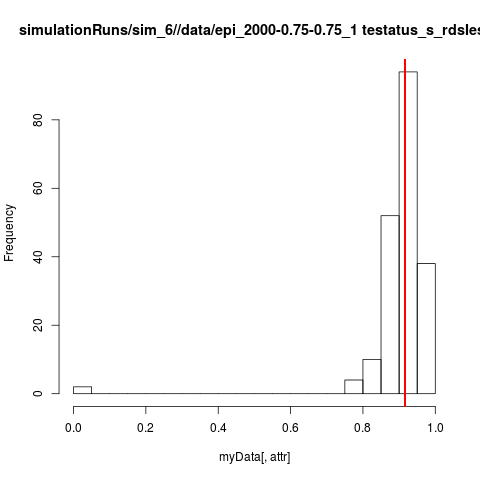 simulationRuns/sim_6//data/epi_2000-0.75-0.75_1 testatus_s_rdsles
80
60
40
20
0
Frequency
0.0 0.2 0.4 0.6 0.8 1.0
myData[, attr]